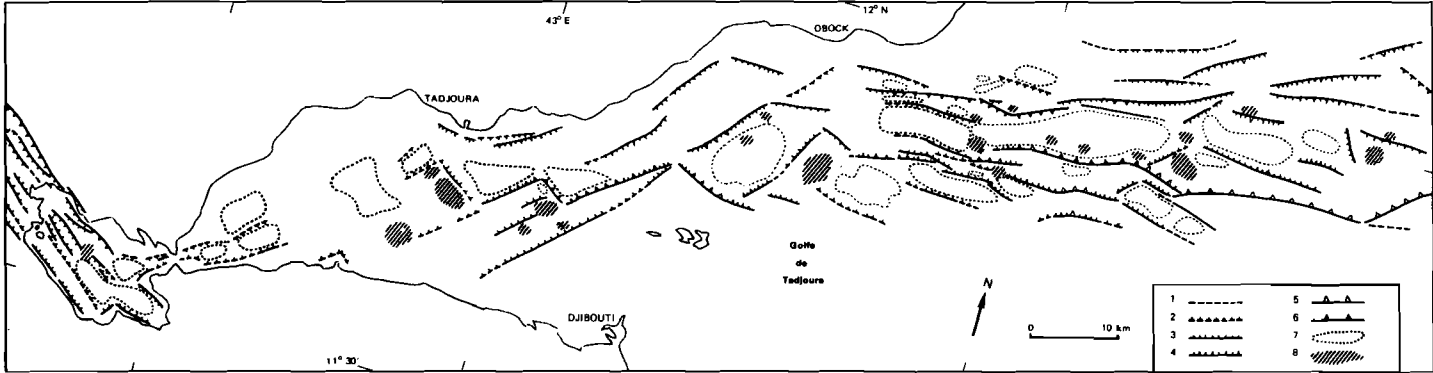 43° E
12° N
OBOCK
TADJOURA
Golfe
de
Tadjoura
N
DJIBOUTI
0 10 km
11° 30'
1 5
2 6
3 7
4 8